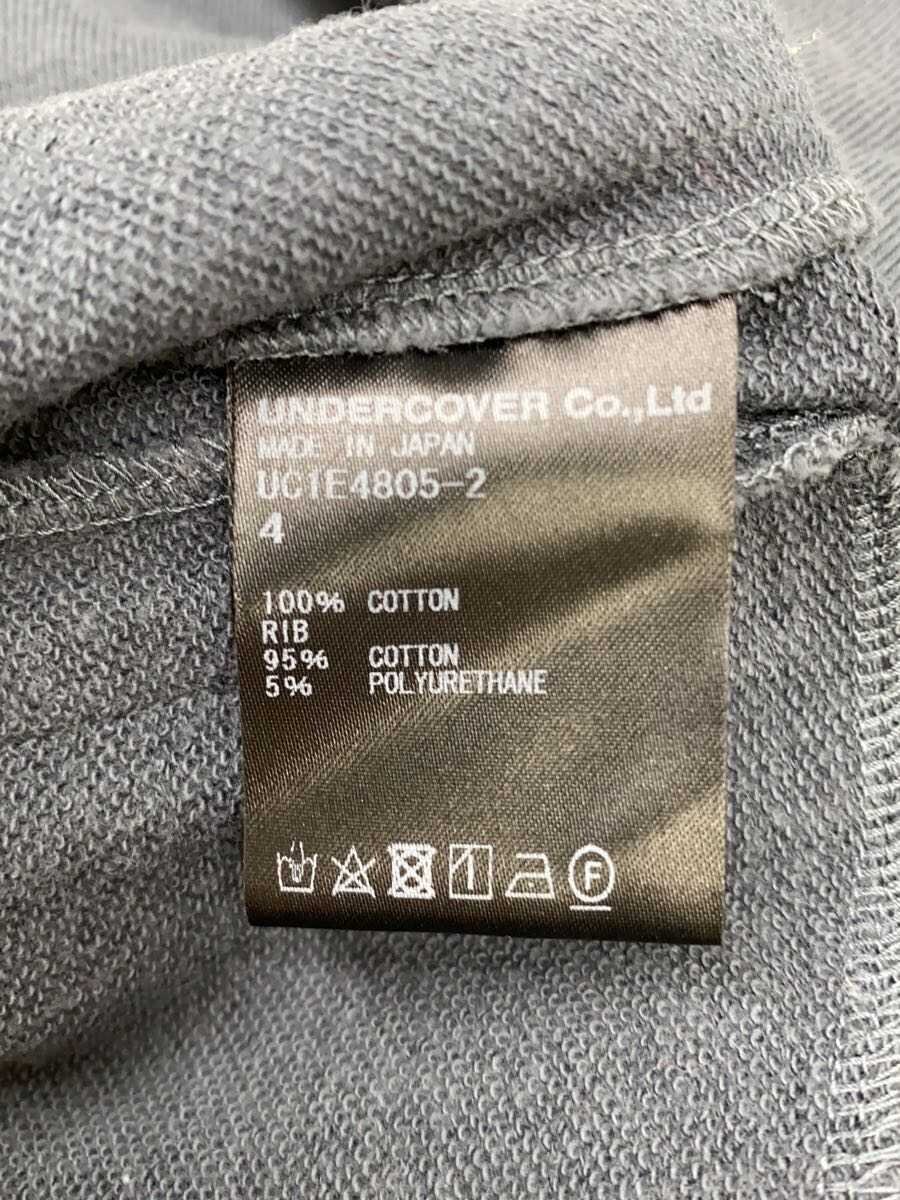 UNDERCOVER Co.,Ltd
MADE IN JAPAN
UC1E4805-2
4
100% COTTON
RIB
95% COTTON
5% POLYURETHANE
F